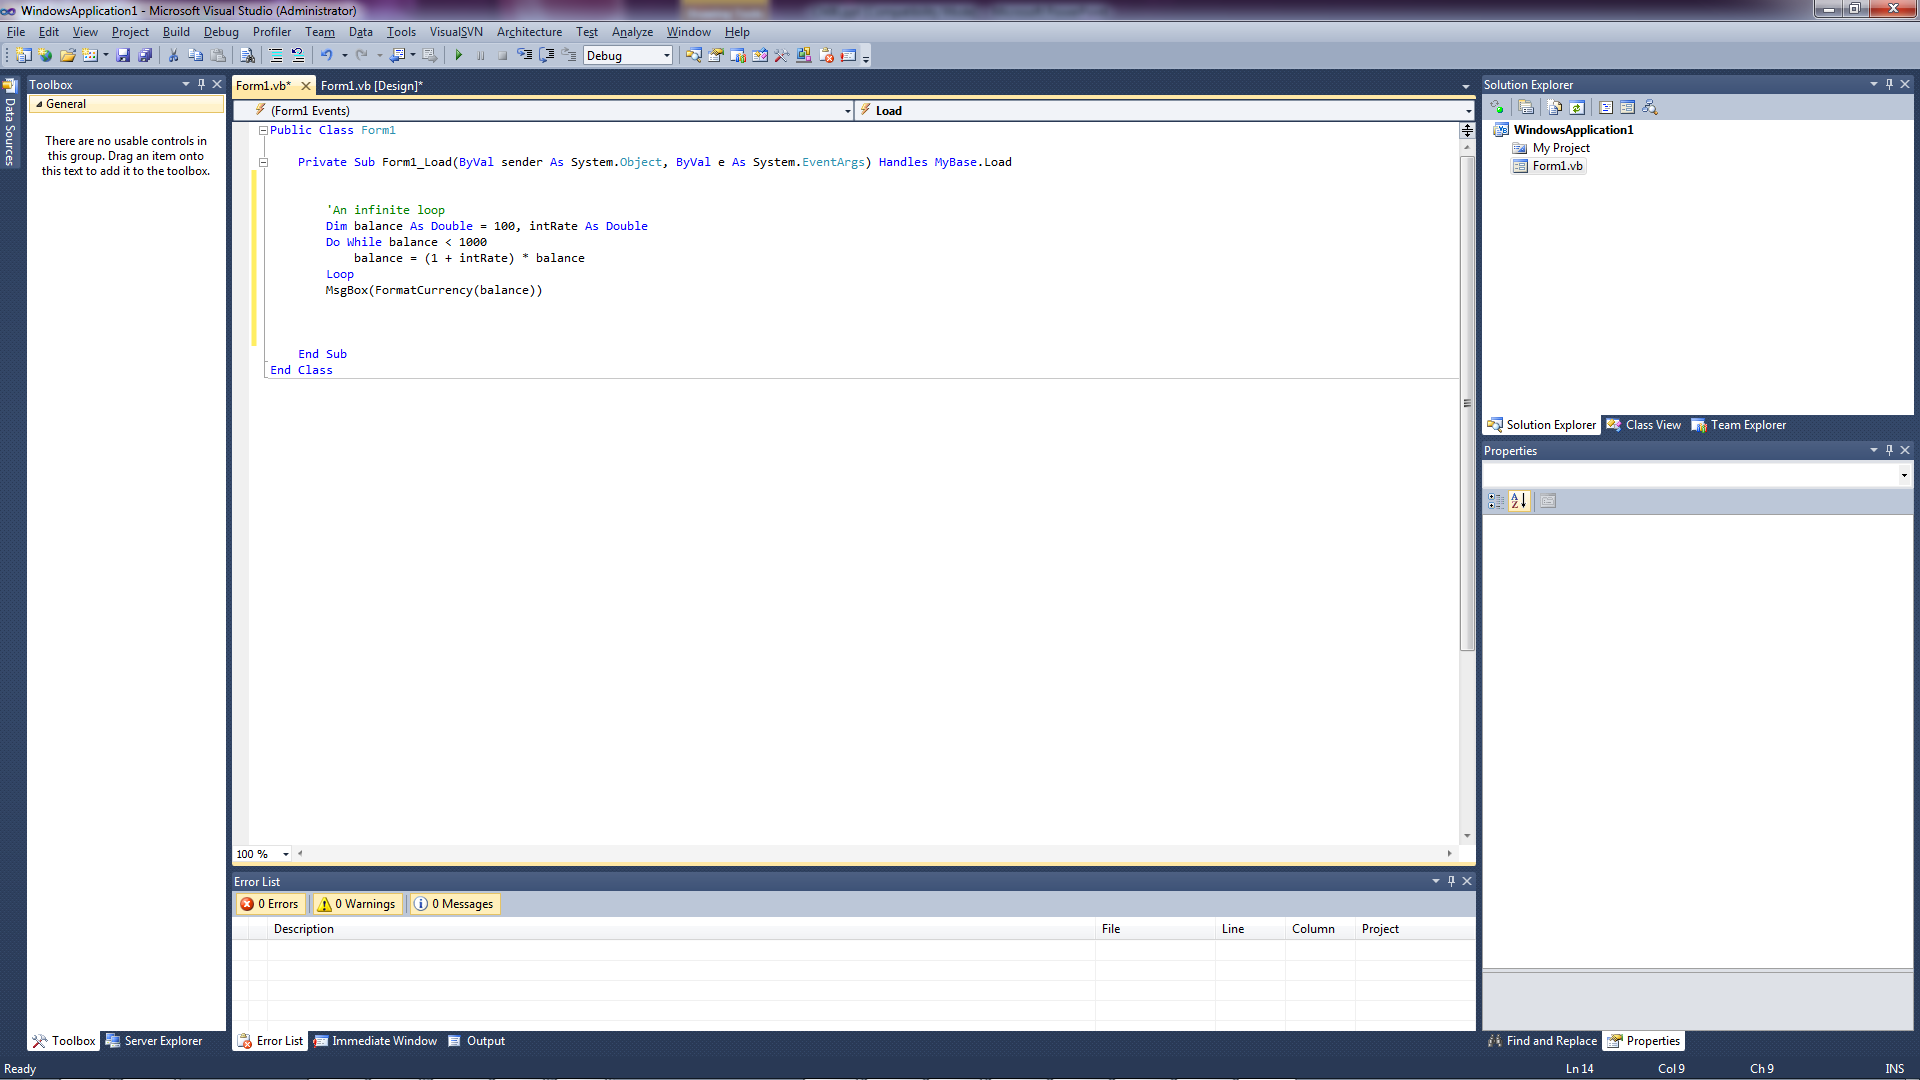 WindowsApplication1 - Microsoft Visual Studio (Administrator)
File Edit View Project Build Debug Profiler Team Data Tools VisualSVN Architecture Test Analyze Window Help
Debug
Data Sources
Toolbox
General
There are no usable controls in
this group. Drag an item onto
this text to add it to the toolbox.
Form1.vb* Form1.vb [Design]*
(Form1 Events) Load
Public Class Form1
Private Sub Form1_Load(ByVal sender As System.Object, ByVal e As System.EventArgs) Handles MyBase.Load
'An infinite loop
Dim balance As Double = 100, intRate As Double
Do While balance < 1000
balance = (1 + intRate) * balance
Loop
MsgBox(FormatCurrency(balance))
End Sub
End Class
100 %
Error List
0 Errors 0 Warnings 0 Messages
Description File Line Column Project
Solution Explorer
WindowsApplication1
My Project
Form1.vb
Solution Explorer Class View Team Explorer
Properties
Toolbox Server Explorer
Error List Immediate Window Output
Find and Replace Properties
Ready Ln 14 Col 9 Ch 9 INS